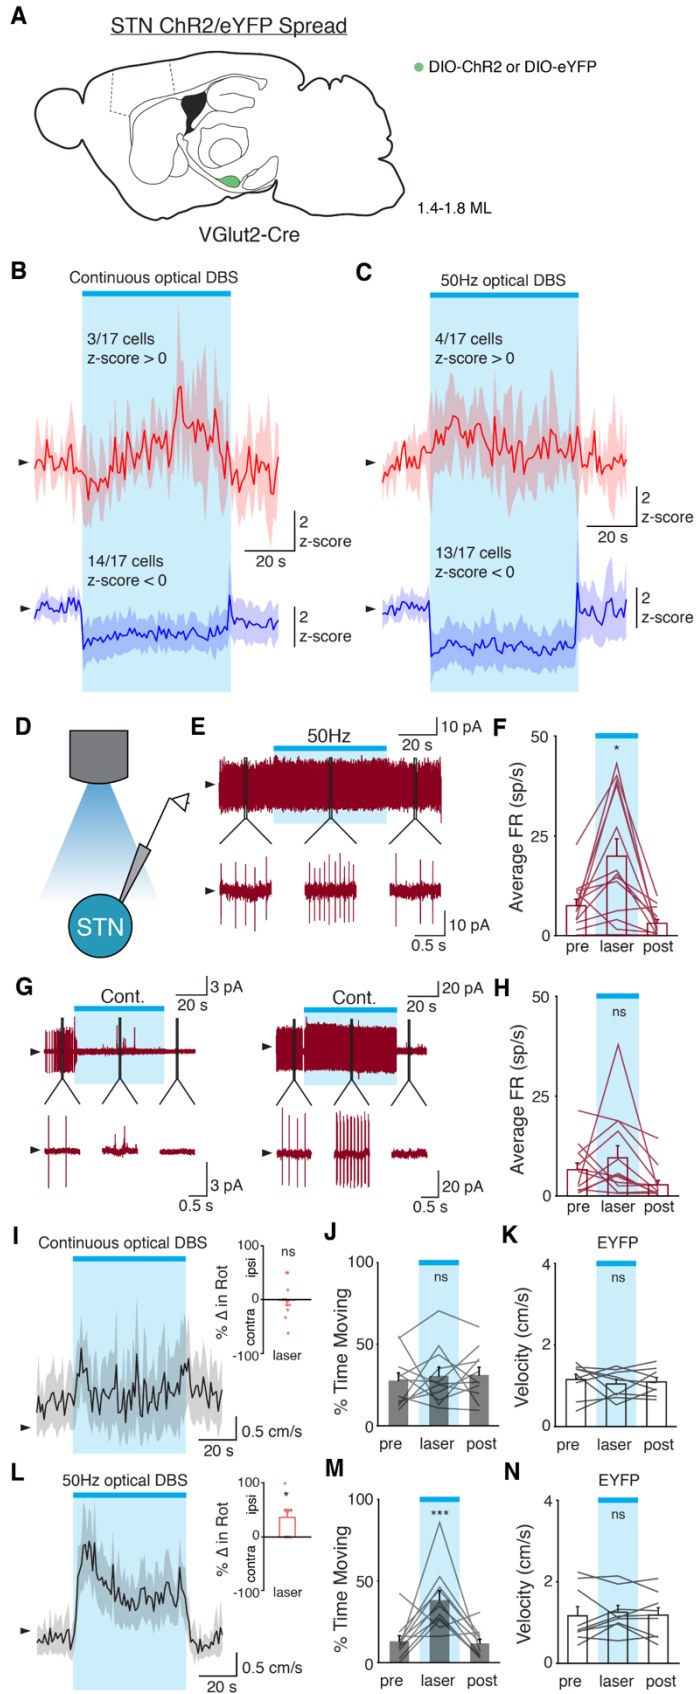 A
STN ChR2/eYFP Spread
DIO-ChR2 or DIO-eYFP
1.4-1.8 ML
VGlut2-Cre
B
Continuous optical DBS
3/17 cells
z-score > 0
2
z-score
20 s
14/17 cells
z-score < 0
2
z-score
C
50Hz optical DBS
4/17 cells
z-score > 0
2
z-score
20 s
13/17 cells
z-score < 0
2
z-score
D
STN
E
50Hz
10 pA
20 s
10 pA
0.5 s
F
50
*
25
0
Average FR (sp/s)
pre laser post
G
Cont.
3 pA
20 s
3 pA
0.5 s
Cont.
20 pA
20 s
20 pA
0.5 s
H
50
ns
25
0
Average FR (sp/s)
pre laser post
I
Continuous optical DBS
0.5 cm/s
20 s
100
ns
0
-100
% Δ in Rot
contra ipsi
laser
J
100
ns
50
0
% Time Moving
pre laser post
K
EYFP
4
ns
2
0
Velocity (cm/s)
pre laser post
L
50Hz optical DBS
0.5 cm/s
20 s
100
*
0
-100
% Δ in Rot
contra ipsi
laser
M
100
***
50
0
% Time Moving
pre laser post
N
EYFP
4
ns
2
0
Velocity (cm/s)
pre laser post